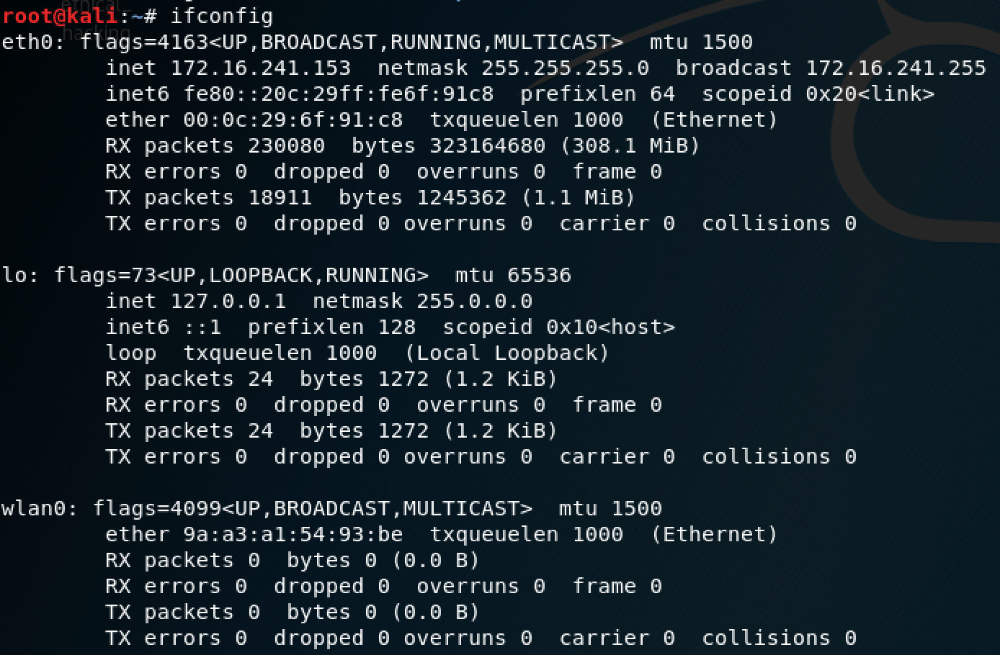 root@kali:~# ifconfig
eth0: flags=4163<UP,BROADCAST,RUNNING,MULTICAST>  mtu 1500
        inet 172.16.241.153  netmask 255.255.255.0  broadcast 172.16.241.255
        inet6 fe80::20c:29ff:fe6f:91c8  prefixlen 64  scopeid 0x20<link>
        ether 00:0c:29:6f:91:c8  txqueuelen 1000  (Ethernet)
        RX packets 230080  bytes 323164680 (308.1 MiB)
        RX errors 0  dropped 0  overruns 0  frame 0
        TX packets 18911  bytes 1245362 (1.1 MiB)
        TX errors 0  dropped 0 overruns 0  carrier 0  collisions 0

lo: flags=73<UP,LOOPBACK,RUNNING>  mtu 65536
        inet 127.0.0.1  netmask 255.0.0.0
        inet6 ::1  prefixlen 128  scopeid 0x10<host>
        loop  txqueuelen 1000  (Local Loopback)
        RX packets 24  bytes 1272 (1.2 KiB)
        RX errors 0  dropped 0  overruns 0  frame 0
        TX packets 24  bytes 1272 (1.2 KiB)
        TX errors 0  dropped 0 overruns 0  carrier 0  collisions 0

wlan0: flags=4099<UP,BROADCAST,MULTICAST>  mtu 1500
        ether 9a:a3:a1:54:93:be  txqueuelen 1000  (Ethernet)
        RX packets 0  bytes 0 (0.0 B)
        RX errors 0  dropped 0  overruns 0  frame 0
        TX packets 0  bytes 0 (0.0 B)
        TX errors 0  dropped 0 overruns 0  carrier 0  collisions 0
ethical_
hacking